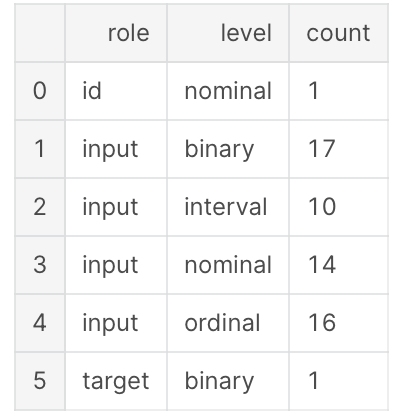 role level count
0 id nominal 1
1 input binary 17
2 input interval 10
3 input nominal 14
4 input ordinal 16
5 target binary 1